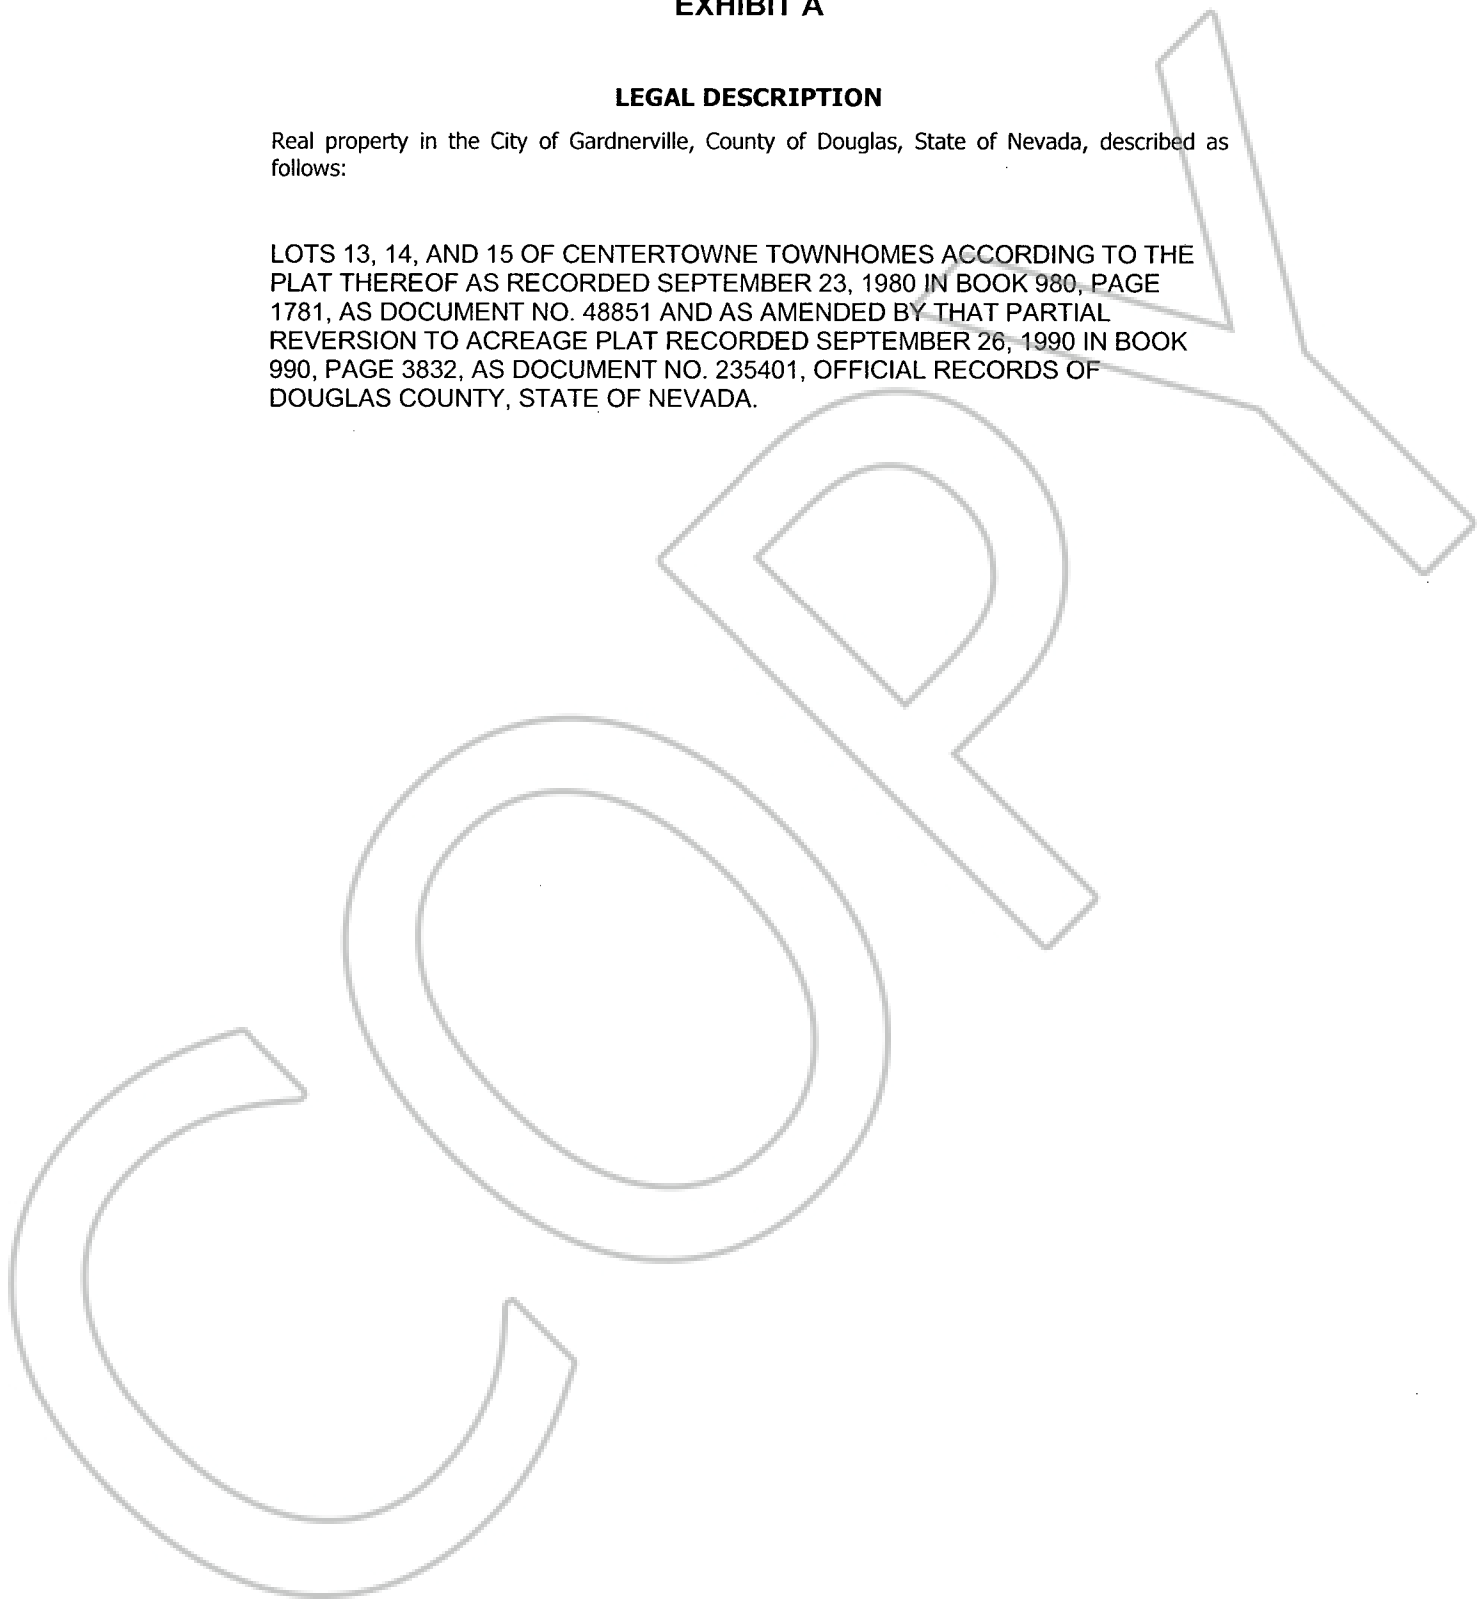 EXHIBIT A
LEGAL DESCRIPTION
Real property in the City of Gardnerville, County of Douglas, State of Nevada, described as
follows:
LOTS 13, 14, AND 15 OF CENTERTOWNE TOWNHOMES ACCORDING TO THE
PLAT THEREOF AS RECORDED SEPTEMBER 23, 1980 IN BOOK 980, PAGE
1781, AS DOCUMENT NO. 48851 AND AS AMENDED BY THAT PARTIAL
REVERSION TO ACREAGE PLAT RECORDED SEPTEMBER 26, 1990 IN BOOK
990, PAGE 3832, AS DOCUMENT NO. 235401, OFFICIAL RECORDS OF
DOUGLAS COUNTY, STATE OF NEVADA.
COPY